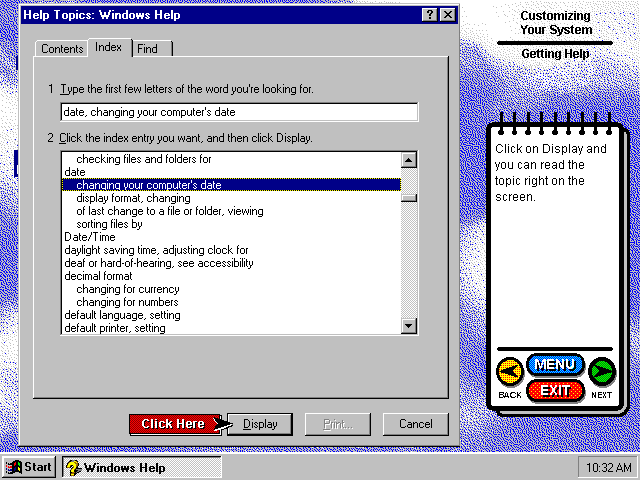 Help Topics: Windows Help
Contents
Index
Find
1 Type the first few letters of the word you're looking for.
date, changing your computer's date
2 Click the index entry you want, and then click Display.
checking files and folders for
date
changing your computer's date
display format, changing
of last change to a file or folder, viewing
sorting files by
Date/Time
daylight saving time, adjusting clock for
deaf or hard-of-hearing, see accessibility
decimal format
changing for currency
changing for numbers
default language, setting
default printer, setting
Click Here
Display
Print...
Cancel
Customizing
Your System
Getting Help
Click on Display and
you can read the
topic right on the
screen.
MENU
BACK
EXIT
NEXT
Start
Windows Help
10:32 AM